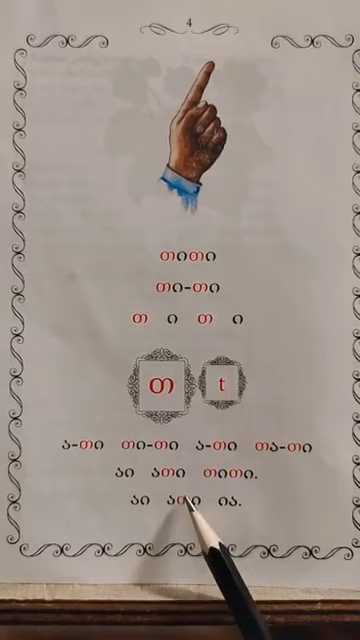 4
თითი
თი-თი
თ ი თ ი
თ t
ა-თი თი-თი ა-თი თა-თი
აი ათი თითი.
აი ათი ია.